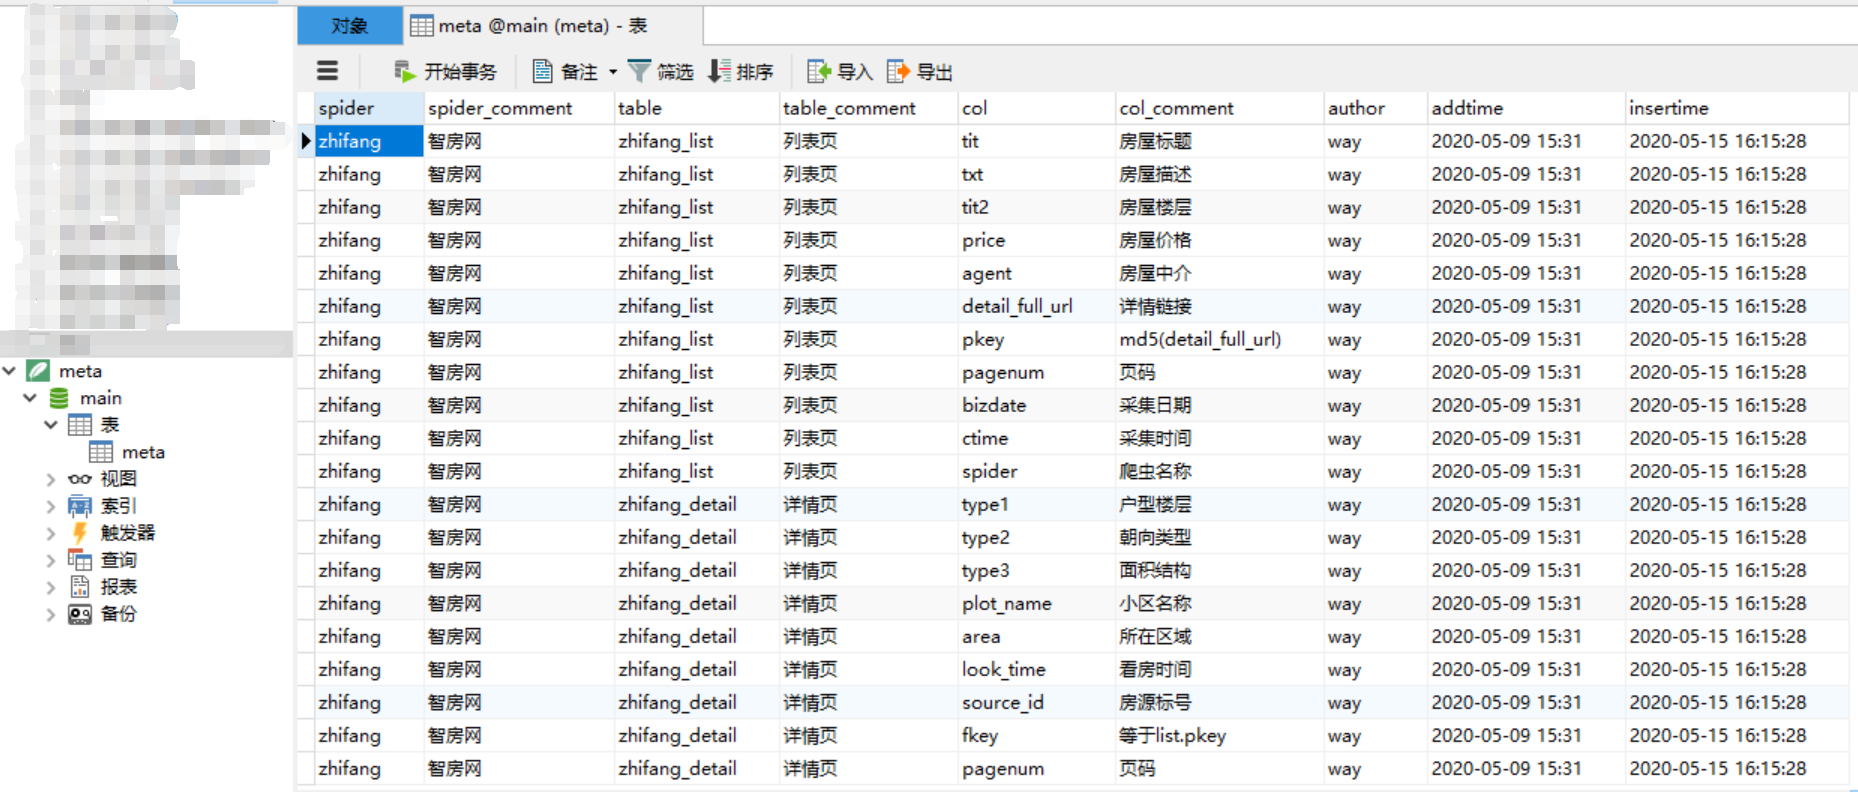 对象 meta @main (meta) - 表
开始事务 备注 筛选 排序 导入 导出
spider spider_comment table table_comment col col_comment author addtime insertime
zhifang 智房网 zhifang_list 列表页 tit 房屋标题 way 2020-05-09 15:31 2020-05-15 16:15:28
zhifang 智房网 zhifang_list 列表页 txt 房屋描述 way 2020-05-09 15:31 2020-05-15 16:15:28
zhifang 智房网 zhifang_list 列表页 tit2 房屋楼层 way 2020-05-09 15:31 2020-05-15 16:15:28
zhifang 智房网 zhifang_list 列表页 price 房屋价格 way 2020-05-09 15:31 2020-05-15 16:15:28
zhifang 智房网 zhifang_list 列表页 agent 房屋中介 way 2020-05-09 15:31 2020-05-15 16:15:28
zhifang 智房网 zhifang_list 列表页 detail_full_url 详情链接 way 2020-05-09 15:31 2020-05-15 16:15:28
zhifang 智房网 zhifang_list 列表页 pkey md5(detail_full_url) way 2020-05-09 15:31 2020-05-15 16:15:28
zhifang 智房网 zhifang_list 列表页 pagenum 页码 way 2020-05-09 15:31 2020-05-15 16:15:28
zhifang 智房网 zhifang_list 列表页 bizdate 采集日期 way 2020-05-09 15:31 2020-05-15 16:15:28
zhifang 智房网 zhifang_list 列表页 ctime 采集时间 way 2020-05-09 15:31 2020-05-15 16:15:28
zhifang 智房网 zhifang_list 列表页 spider 爬虫名称 way 2020-05-09 15:31 2020-05-15 16:15:28
zhifang 智房网 zhifang_detail 详情页 type1 户型楼层 way 2020-05-09 15:31 2020-05-15 16:15:28
zhifang 智房网 zhifang_detail 详情页 type2 朝向类型 way 2020-05-09 15:31 2020-05-15 16:15:28
zhifang 智房网 zhifang_detail 详情页 type3 面积结构 way 2020-05-09 15:31 2020-05-15 16:15:28
zhifang 智房网 zhifang_detail 详情页 plot_name 小区名称 way 2020-05-09 15:31 2020-05-15 16:15:28
zhifang 智房网 zhifang_detail 详情页 area 所在区域 way 2020-05-09 15:31 2020-05-15 16:15:28
zhifang 智房网 zhifang_detail 详情页 look_time 看房时间 way 2020-05-09 15:31 2020-05-15 16:15:28
zhifang 智房网 zhifang_detail 详情页 source_id 房源标号 way 2020-05-09 15:31 2020-05-15 16:15:28
zhifang 智房网 zhifang_detail 详情页 fkey 等于list.pkey way 2020-05-09 15:31 2020-05-15 16:15:28
zhifang 智房网 zhifang_detail 详情页 pagenum 页码 way 2020-05-09 15:31 2020-05-15 16:15:28
meta
main
表
meta
视图
索引
触发器
查询
报表
备份